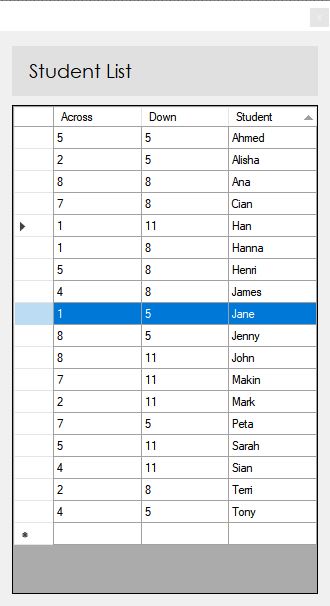 Student List
Across Down Student
5 5 Ahmed
2 5 Alisha
8 8 Ana
7 8 Cian
1 11 Han
1 8 Hanna
5 8 Henri
4 8 James
1 5 Jane
8 5 Jenny
8 11 John
7 11 Makin
2 11 Mark
7 5 Peta
5 11 Sarah
4 11 Sian
2 8 Terri
4 5 Tony